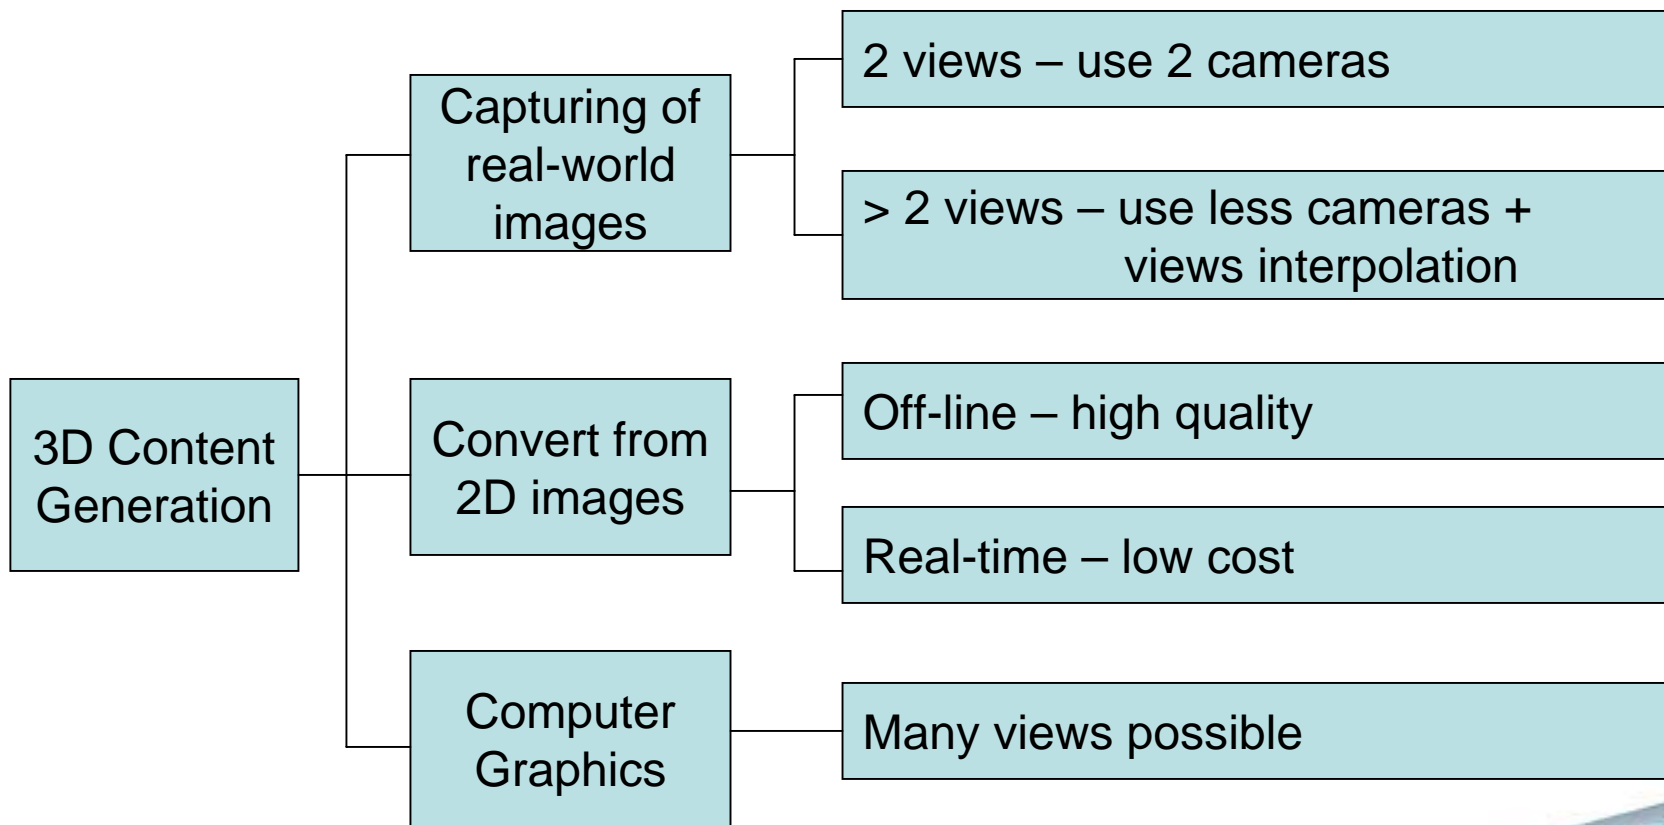 2 views – use 2 cameras
Capturing of
real-world
images
> 2 views – use less cameras +
views interpolation
3D Content
Generation
Convert from
2D images
Off-line – high quality
Real-time – low cost
Computer
Graphics
Many views possible